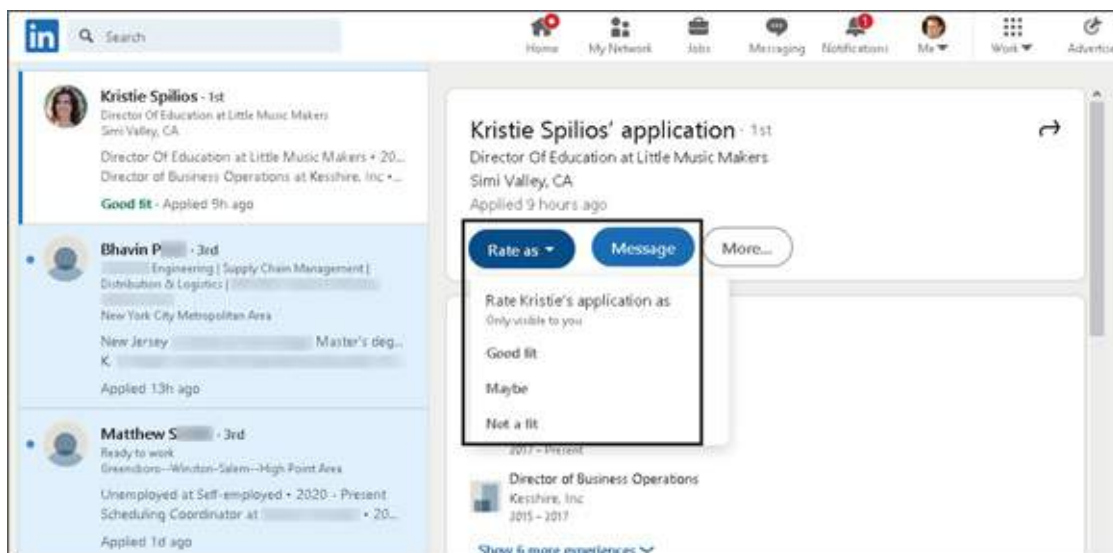 in
Search
Home
My Network
Jobs
Messaging
Notifications
Me
Work
Advertise
Kristie Spilios · 1st
Director Of Education at Little Music Makers
Simi Valley, CA
Director Of Education at Little Music Makers • 20...
Director of Business Operations at Kesshire, Inc •...
Good fit · Applied 9h ago
Bhavin P · 3rd
Engineering | Supply Chain Management |
Distribution & Logistics |
New York City Metropolitan Area
New Jersey Master's deg...
K.
Applied 13h ago
Matthew S · 3rd
Ready to work
Greensboro--Winston-Salem--High Point Area
Unemployed at Self-employed • 2020 - Present
Scheduling Coordinator at • 20...
Applied 1d ago
Kristie Spilios' application · 1st
Director Of Education at Little Music Makers
Simi Valley, CA
Applied 9 hours ago
Rate as
Message
More...
Rate Kristie's application as
Only visible to you
Good fit
Maybe
Not a fit
2017 – Present
Director of Business Operations
Kesshire, Inc
2015 – 2017
Show 6 more experiences